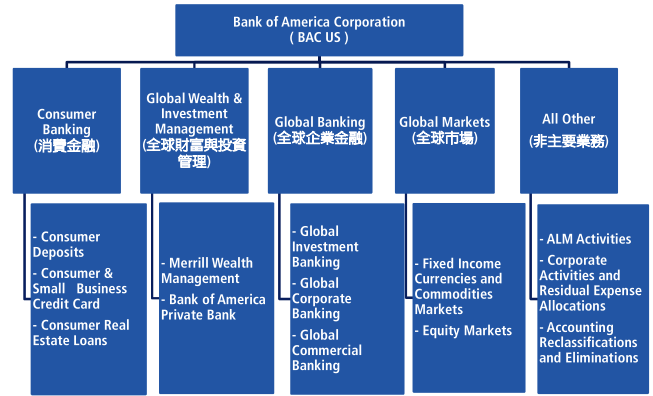 Bank of America Corporation
( BAC US )
Consumer
Banking
(消費金融)
Global Wealth &
Investment
Management
(全球財富與投資
管理)
Global Banking
(全球企業金融)
Global Markets
(全球市場)
All Other
(非主要業務)
- Consumer
Deposits
- Consumer &
Small Business
Credit Card
- Consumer Real
Estate Loans
- Merrill Wealth
Management
- Bank of America
Private Bank
- Global
Investment
Banking
- Global
Corporate
Banking
- Global
Commercial
Banking
- Fixed Income
Currencies and
Commodities
Markets
- Equity Markets
- ALM Activities
- Corporate
Activities and
Residual Expense
Allocations
- Accounting
Reclassifications
and Eliminations